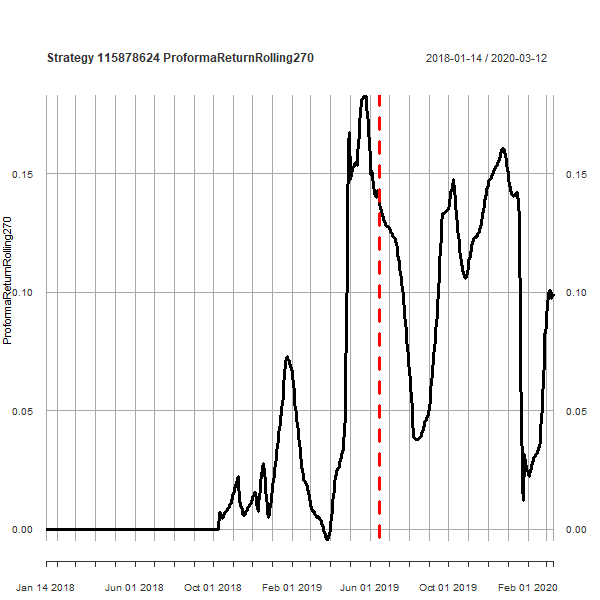 Strategy 115878624 ProformaReturnRolling270
2018-01-14 / 2020-03-12
ProformaReturnRolling270
0.15
0.10
0.05
0.00
0.15
0.10
0.05
0.00
Jan 14 2018
Jun 01 2018
Oct 01 2018
Feb 01 2019
Jun 01 2019
Oct 01 2019
Feb 01 2020